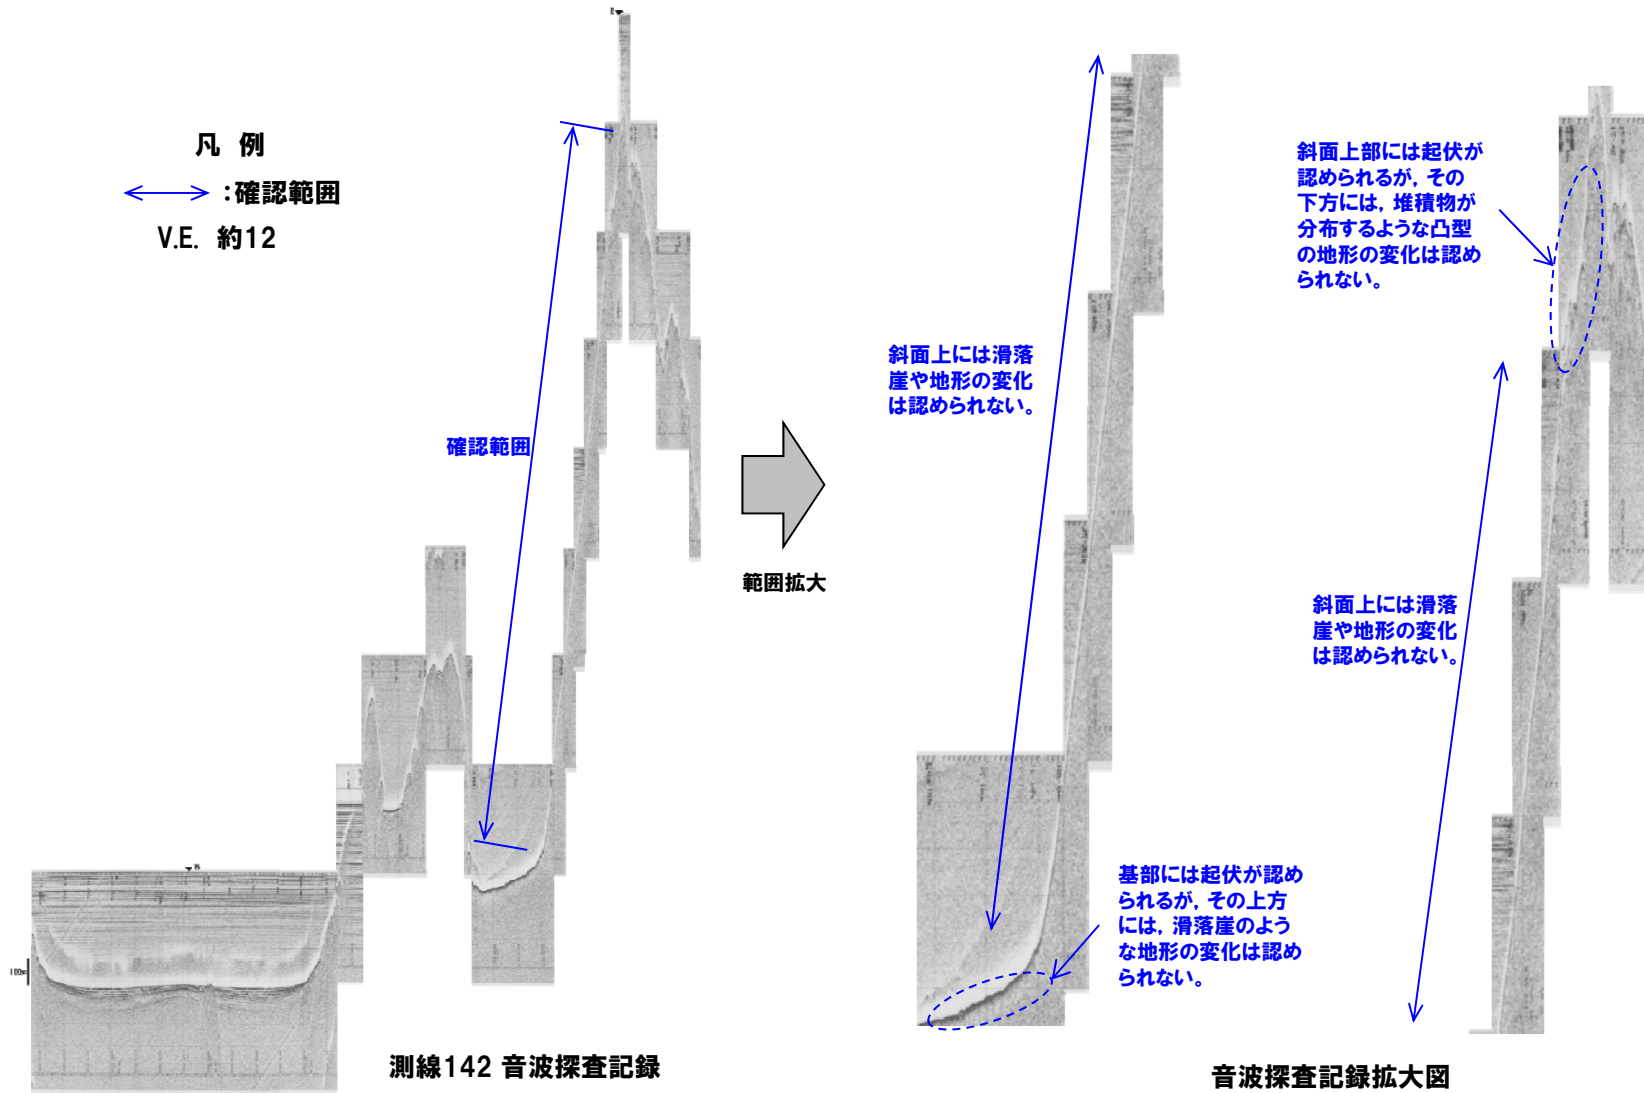 凡 例
：確認範囲
V.E. 約12
確認範囲
100m
測線142 音波探査記録
範囲拡大
斜面上には滑落
崖や地形の変化
は認められない。
基部には起伏が認め
られるが，その上方
には，滑落崖のよう
な地形の変化は認め
られない。
斜面上部には起伏が
認められるが，その
下方には，堆積物が
分布するような凸型
の地形の変化は認め
られない。
斜面上には滑落
崖や地形の変化
は認められない。
音波探査記録拡大図